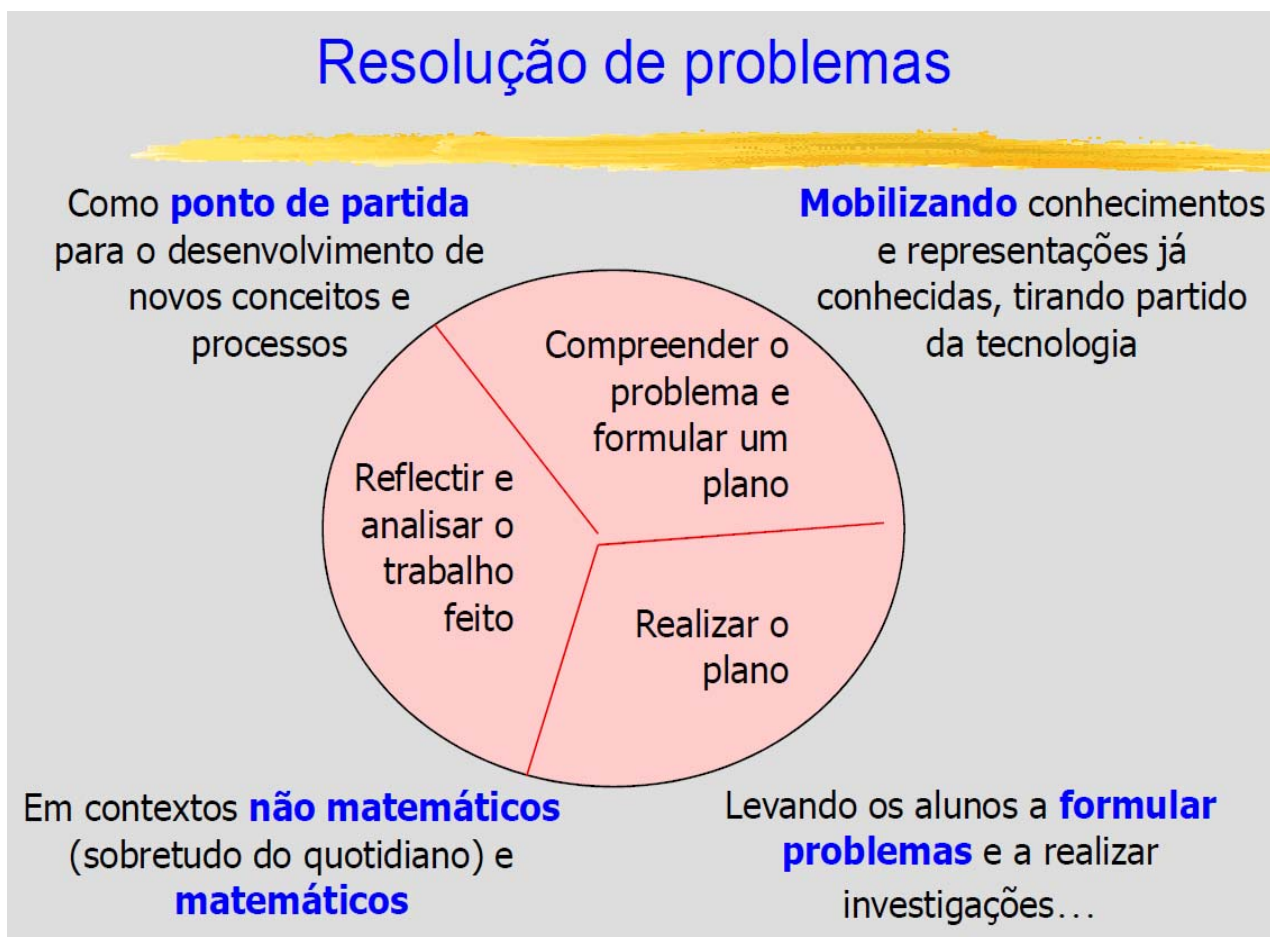 Resolução de problemas
Como ponto de partida
para o desenvolvimento de
novos conceitos e
processos
Mobilizando conhecimentos
e representações já
conhecidas, tirando partido
da tecnologia
Compreender o
problema e
formular um
plano
Reflectir e
analisar o
trabalho
feito
Realizar o
plano
Em contextos não matemáticos
(sobretudo do quotidiano) e
matemáticos
Levando os alunos a formular
problemas e a realizar
investigações…